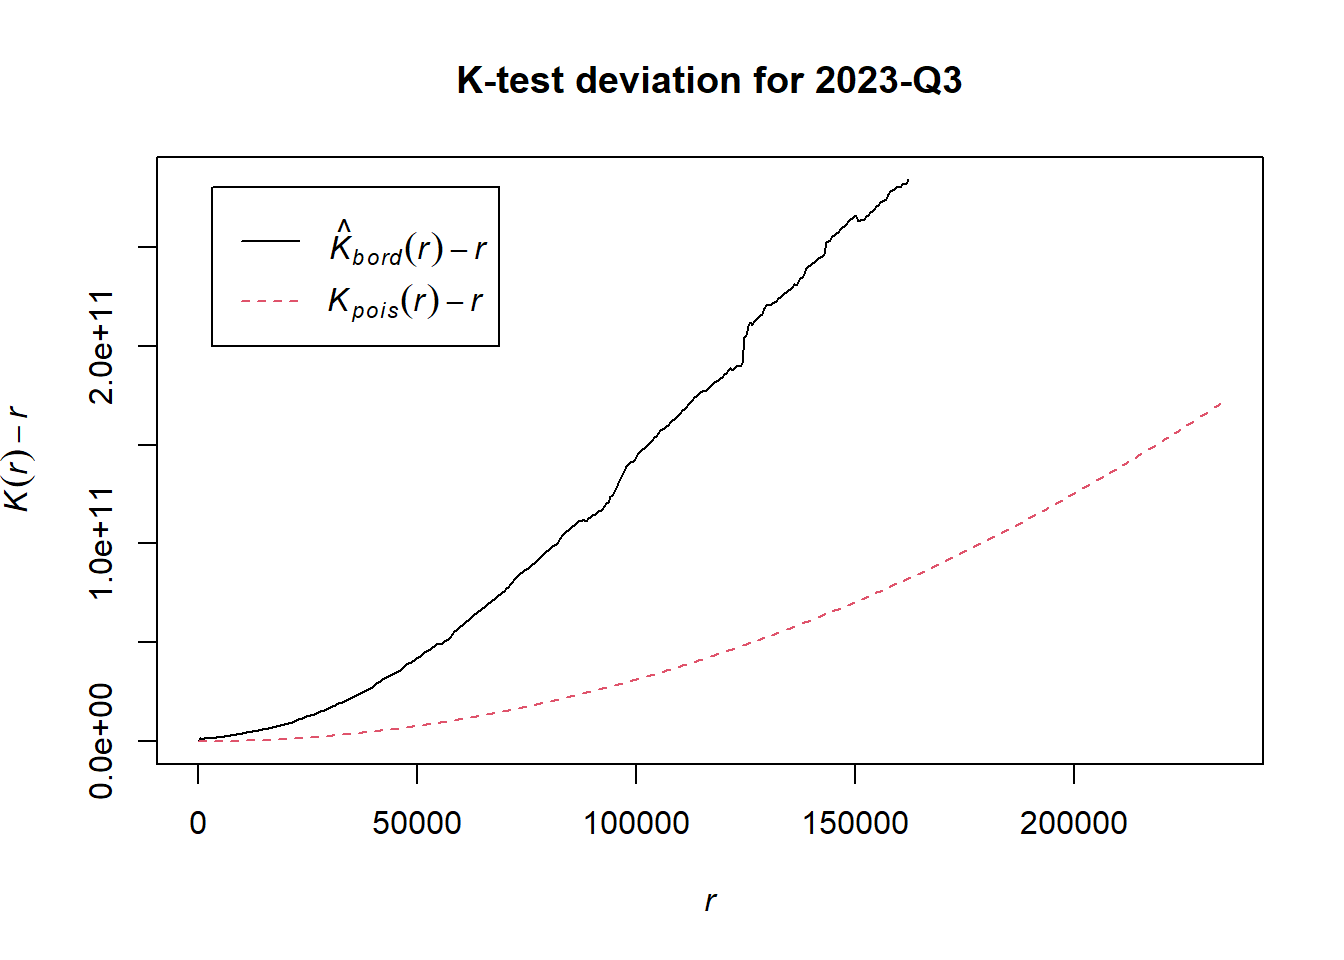 K-test deviation for 2023-Q3
K̂bord(r) − r
Kpois(r) − r
K(r) − r
2.0e+11
1.0e+11
0.0e+00
0 50000 100000 150000 200000
r